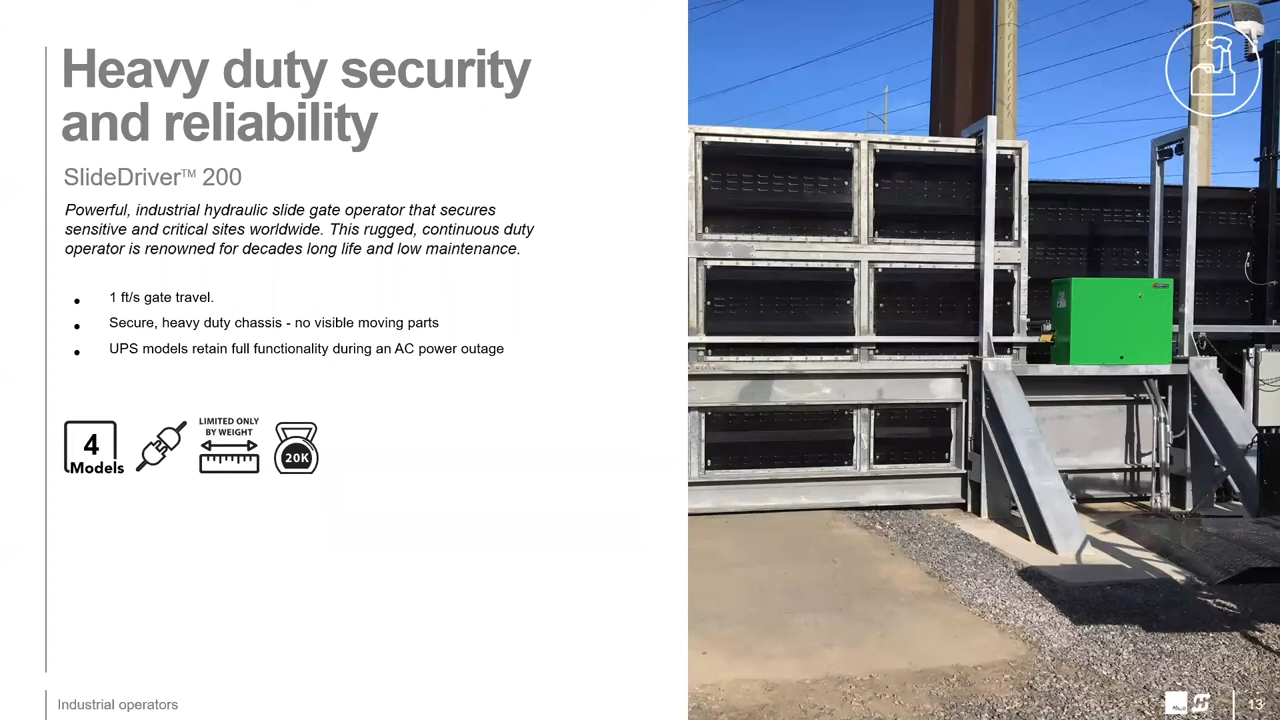 Heavy duty security
and reliability
SlideDriver™ 200
Powerful, industrial hydraulic slide gate operator that secures
sensitive and critical sites worldwide. This rugged, continuous duty
operator is renowned for decades long life and low maintenance.
• 1 ft/s gate travel.
• Secure, heavy duty chassis - no visible moving parts
• UPS models retain full functionality during an AC power outage
4
Models
LIMITED ONLY
BY WEIGHT
20K
Industrial operators
Nice
13